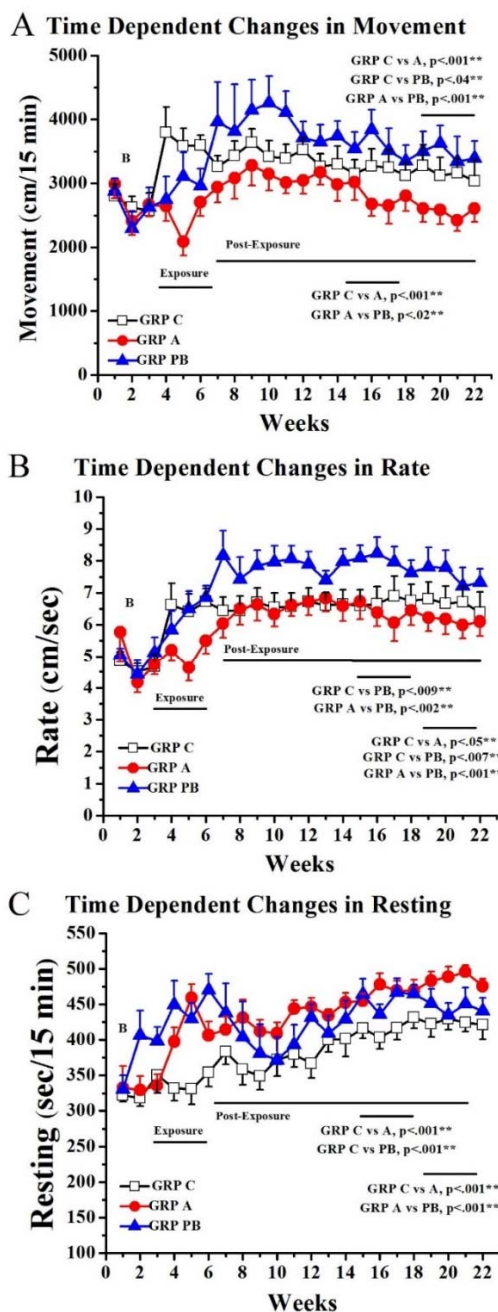 A Time Dependent Changes in Movement
5000
4000
3000
2000
1000
0
Movement (cm/15 min)
GRP C vs A, p<.001**
GRP C vs PB, p<.04**
GRP A vs PB, p<.001**
B
Exposure
Post-Exposure
GRP C vs A, p<.001**
GRP A vs PB, p<.02**
GRP C
GRP A
GRP PB
0 2 4 6 8 10 12 14 16 18 20 22
Weeks
B Time Dependent Changes in Rate
10
9
8
7
6
5
4
3
2
1
0
Rate (cm/sec)
B
Exposure
Post-Exposure
GRP C vs PB, p<.009**
GRP A vs PB, p<.002**
GRP C vs A, p<.05**
GRP C vs PB, p<.007**
GRP A vs PB, p<.001**
GRP C
GRP A
GRP PB
0 2 4 6 8 10 12 14 16 18 20 22
Weeks
C Time Dependent Changes in Resting
550
500
450
400
350
300
250
200
150
100
Resting (sec/15 min)
B
Exposure
Post-Exposure
GRP C vs A, p<.001**
GRP C vs PB, p<.001**
GRP C vs A, p<.001**
GRP A vs PB, p<.001**
GRP C
GRP A
GRP PB
0 2 4 6 8 10 12 14 16 18 20 22
Weeks